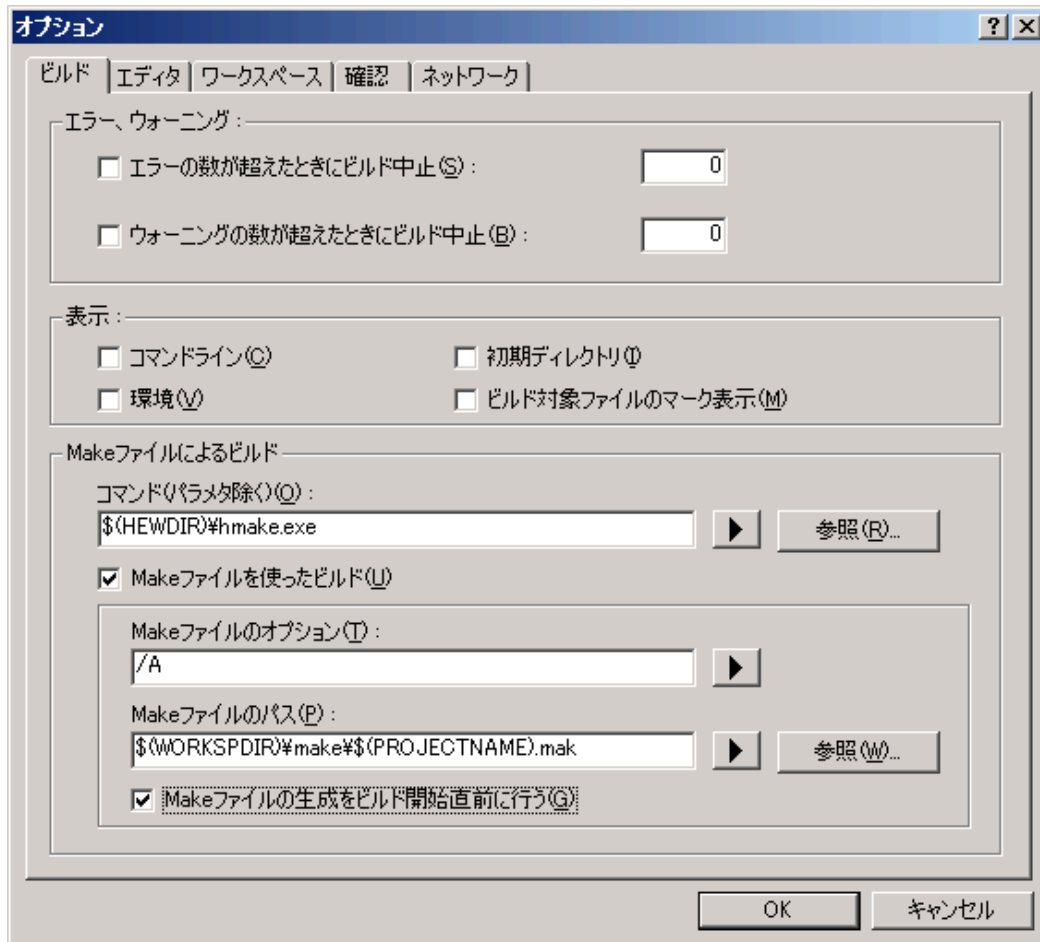 オプション
ビルド エディタ ワークスペース 確認 ネットワーク
エラー、ウォーニング :
エラーの数が超えたときにビルド中止(S) : 0
ウォーニングの数が超えたときにビルド中止(B) : 0
表示 :
コマンドライン(C) 初期ディレクトリ(I)
環境(V) ビルド対象ファイルのマーク表示(M)
Makeファイルによるビルド
コマンド(パラメタ除く)(O) :
$(HEWDIR)¥hmake.exe 参照(R)...
Makeファイルを使ったビルド(U)
Makeファイルのオプション(T) :
/A
Makeファイルのパス(P) :
$(WORKSPDIR)¥make¥$(PROJECTNAME).mak 参照(W)...
Makeファイルの生成をビルド開始直前に行う(G)
OK キャンセル